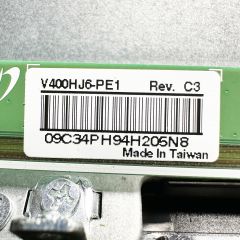 V400HJ6-PE1 Rev. C3
09C34PH94H205N8
Made In Taiwan